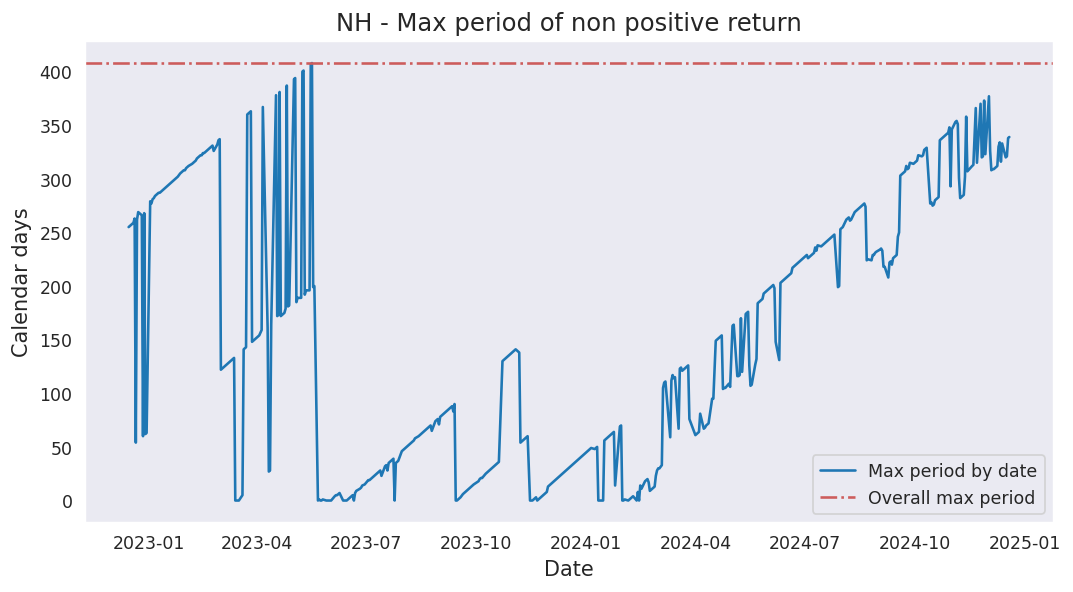 NH - Max period of non positive return
Calendar days
400
350
300
250
200
150
100
50
0
2023-01 2023-04 2023-07 2023-10 2024-01 2024-04 2024-07 2024-10 2025-01
Date
Max period by date
Overall max period